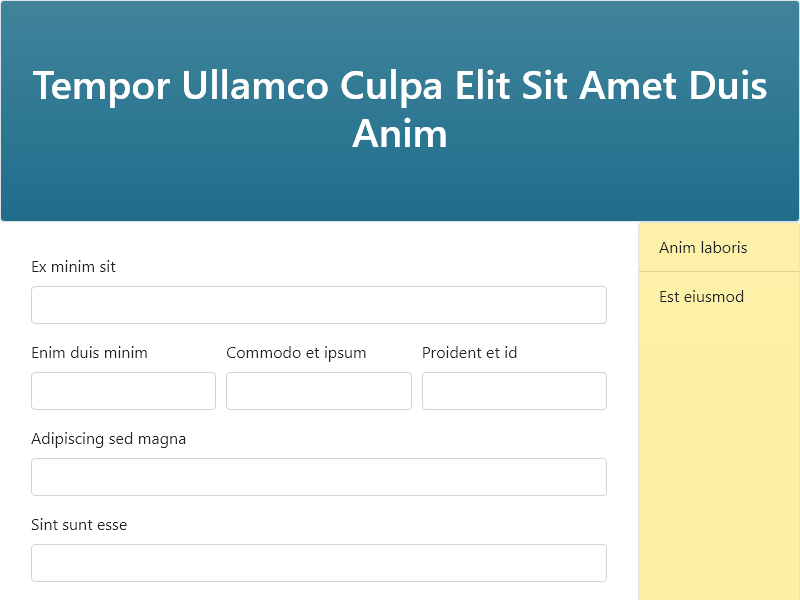 Tempor Ullamco Culpa Elit Sit Amet Duis
Anim
Ex minim sit
Enim duis minim
Commodo et ipsum
Proident et id
Adipiscing sed magna
Sint sunt esse
Anim laboris
Est eiusmod